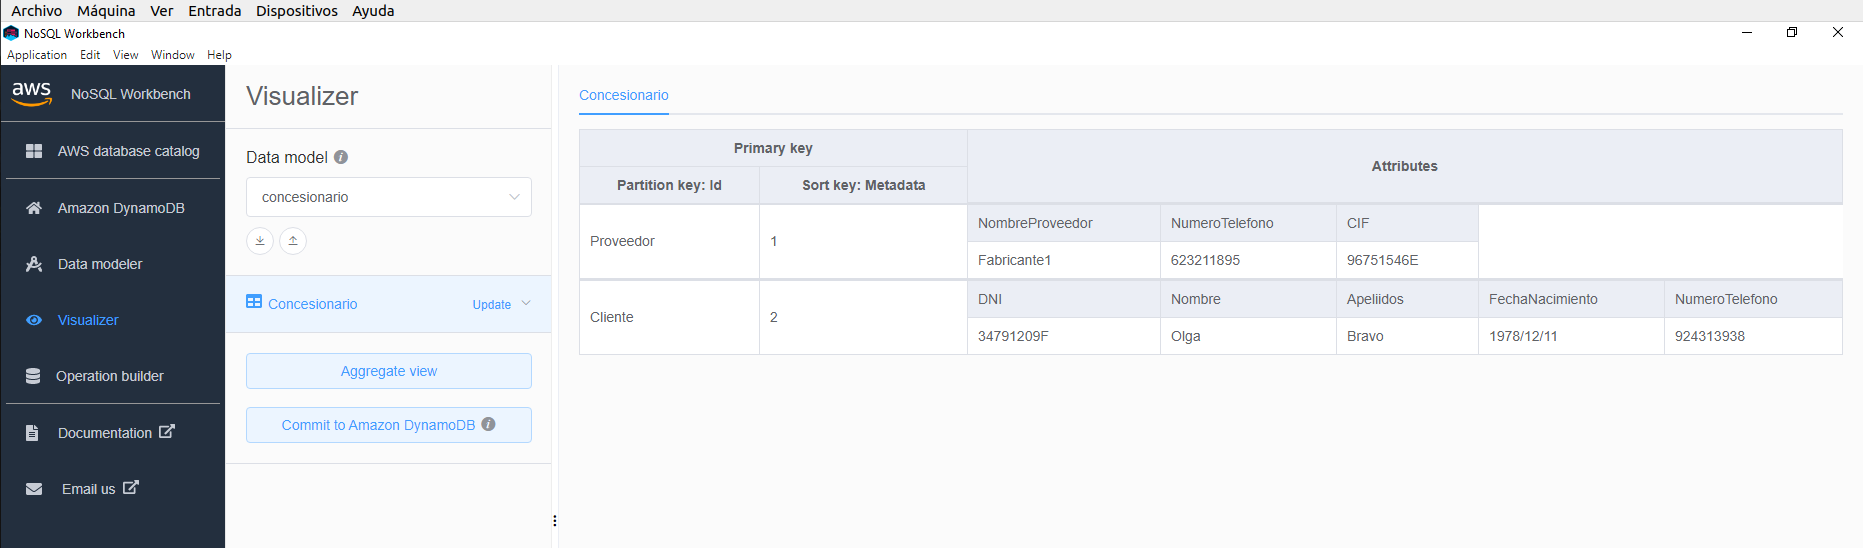 Archivo Máquina Ver Entrada Dispositivos Ayuda
NoSQL Workbench
Application Edit View Window Help
aws NoSQL Workbench
AWS database catalog
Amazon DynamoDB
Data modeler
Visualizer
Operation builder
Documentation
Email us
Visualizer
Data model
concesionario
Concesionario Update
Aggregate view
Commit to Amazon DynamoDB
Concesionario
Primary key
Attributes
Partition key: Id Sort key: Metadata
Proveedor 1
NombreProveedor NumeroTelefono CIF
Fabricante1 623211895 96751546E
Cliente 2
DNI Nombre Apeliidos FechaNacimiento NumeroTelefono
34791209F Olga Bravo 1978/12/11 924313938